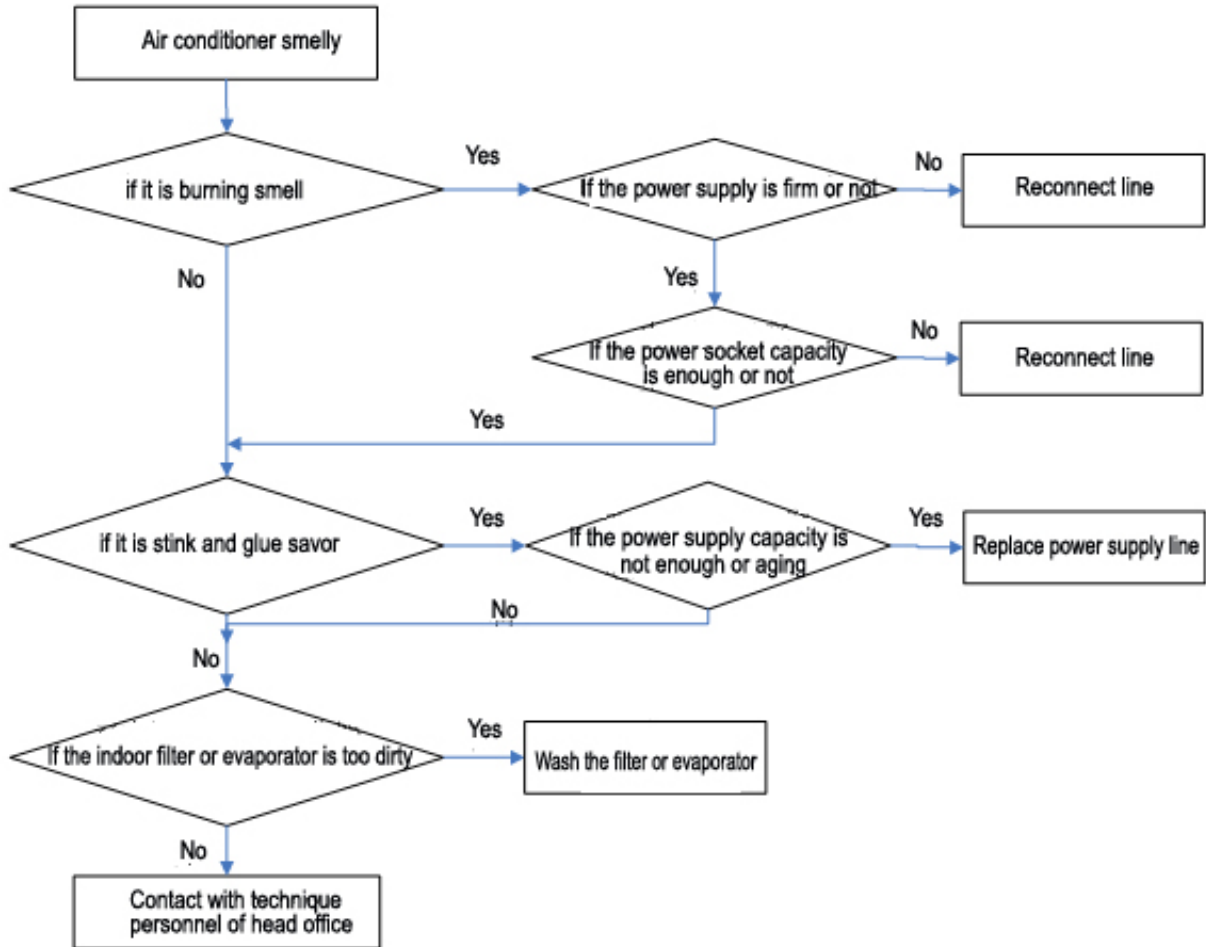 Air conditioner smelly
if it is burning smell
Yes
If the power supply is firm or not
No
Reconnect line
No
Yes
If the power socket capacity
is enough or not
No
Reconnect line
Yes
if it is stink and glue savor
Yes
If the power supply capacity is
not enough or aging
Yes
Replace power supply line
No
No
If the indoor filter or evaporator is too dirty
Yes
Wash the filter or evaporator
No
Contact with technique
personnel of head office